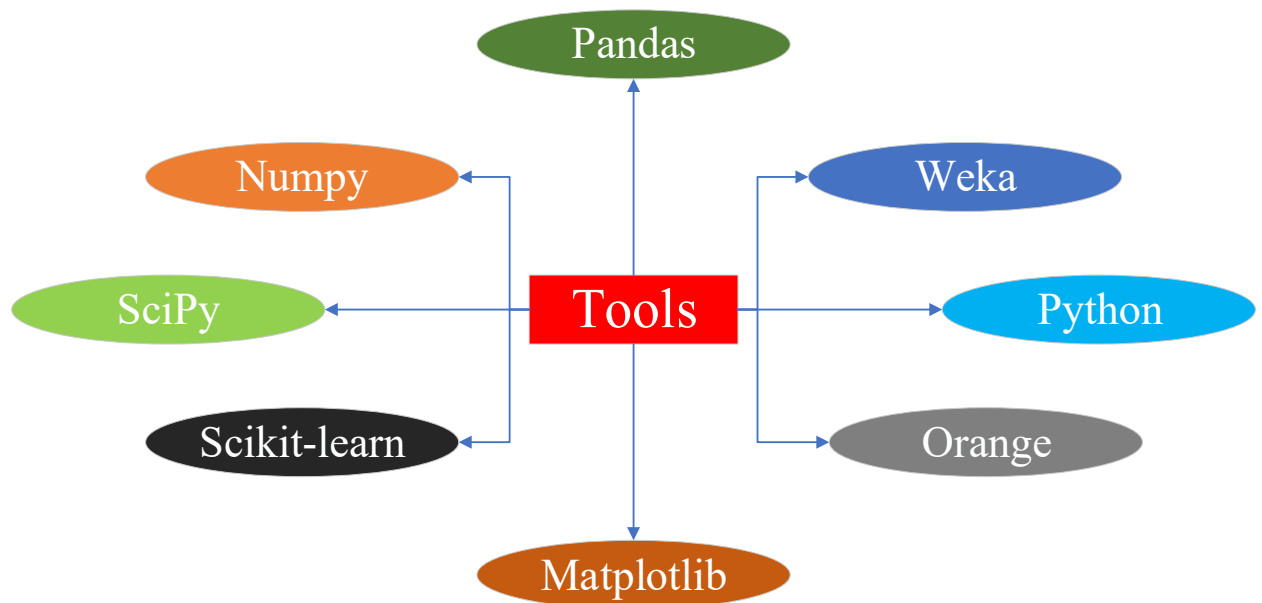 Pandas
Numpy
Weka
SciPy
Tools
Python
Scikit-learn
Orange
Matplotlib